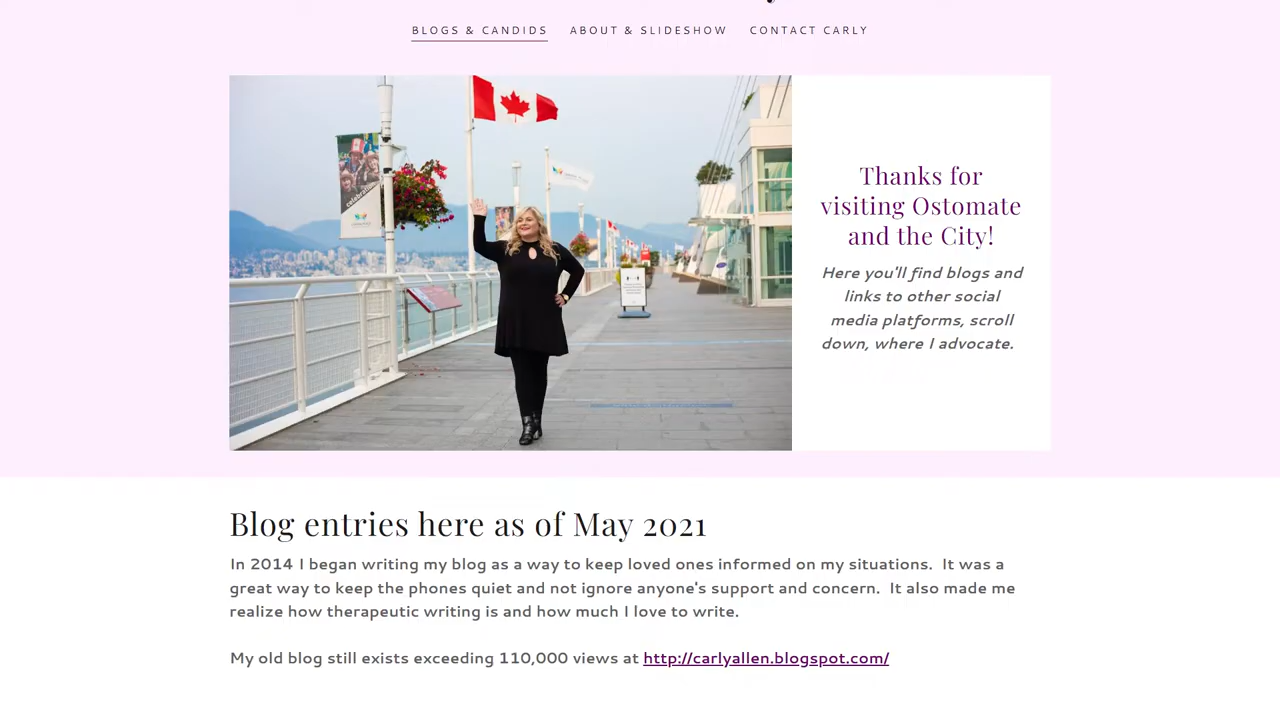 BLOGS & CANDIDS ABOUT & SLIDESHOW CONTACT CARLY
Thanks for
visiting Ostomate
and the City!
Here you'll find blogs and
links to other social
media platforms, scroll
down, where I advocate.
Blog entries here as of May 2021
In 2014 I began writing my blog as a way to keep loved ones informed on my situations. It was a
great way to keep the phones quiet and not ignore anyone's support and concern. It also made me
realize how therapeutic writing is and how much I love to write.
My old blog still exists exceeding 110,000 views at http://carlyallen.blogspot.com/